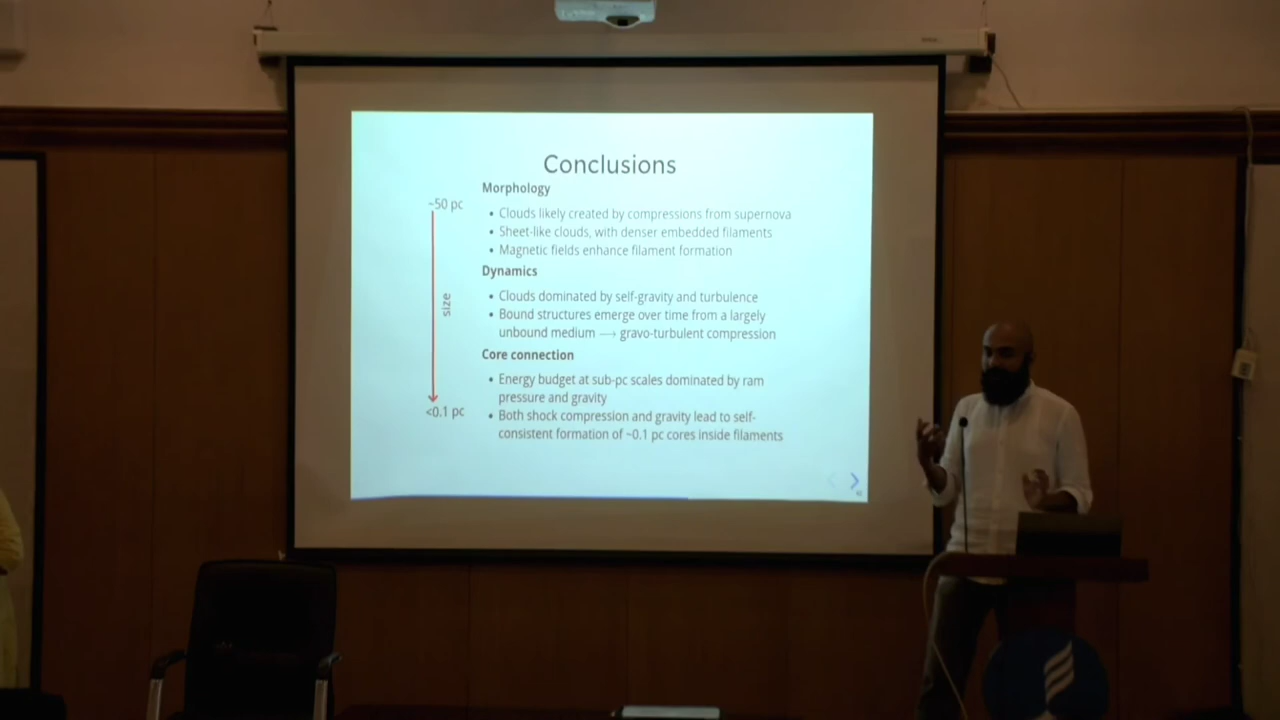 Conclusions
Morphology
~50 pc
• Clouds likely created by compressions from supernova
• Sheet-like clouds, with denser embedded filaments
• Magnetic fields enhance filament formation
Dynamics
size
• Clouds dominated by self-gravity and turbulence
• Bound structures emerge over time from a largely
unbound medium ⟶ gravo-turbulent compression
Core connection
• Energy budget at sub-pc scales dominated by ram
pressure and gravity
<0.1 pc
• Both shock compression and gravity lead to self-
consistent formation of ~0.1 pc cores inside filaments